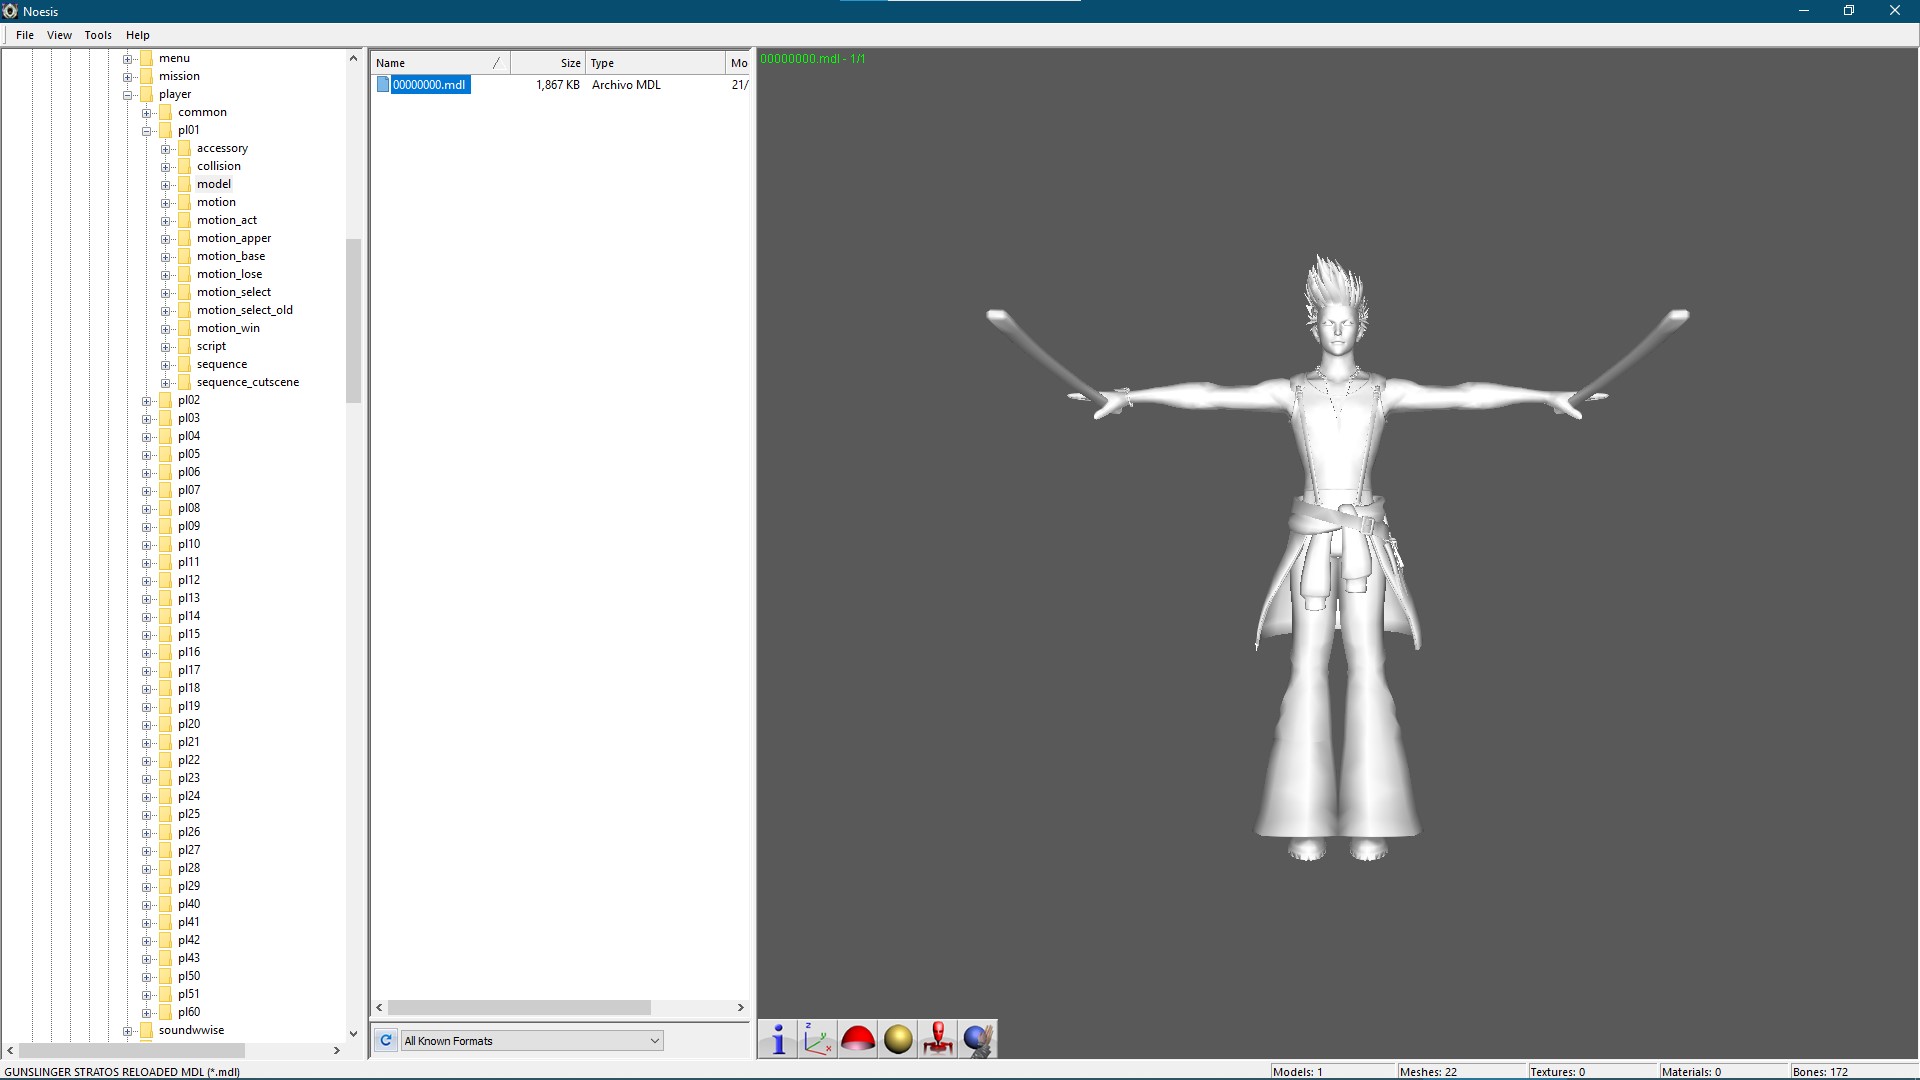 Noesis
File View Tools Help
menu
mission
player
common
pl01
accessory
collision
model
motion
motion_act
motion_apper
motion_base
motion_lose
motion_select
motion_select_old
motion_win
script
sequence
sequence_cutscene
pl02
pl03
pl04
pl05
pl06
pl07
pl08
pl09
pl10
pl11
pl12
pl13
pl14
pl15
pl16
pl17
pl18
pl19
pl20
pl21
pl22
pl23
pl24
pl25
pl26
pl27
pl28
pl29
pl40
pl41
pl42
pl43
pl50
pl51
pl60
soundwwise
Name Size Type Mo
00000000.mdl 1,867 KB Archivo MDL 21/
All Known Formats
00000000.mdl - 1/1
z y x
GUNSLINGER STRATOS RELOADED MDL (*.mdl) Models: 1 Meshes: 22 Textures: 0 Materials: 0 Bones: 172